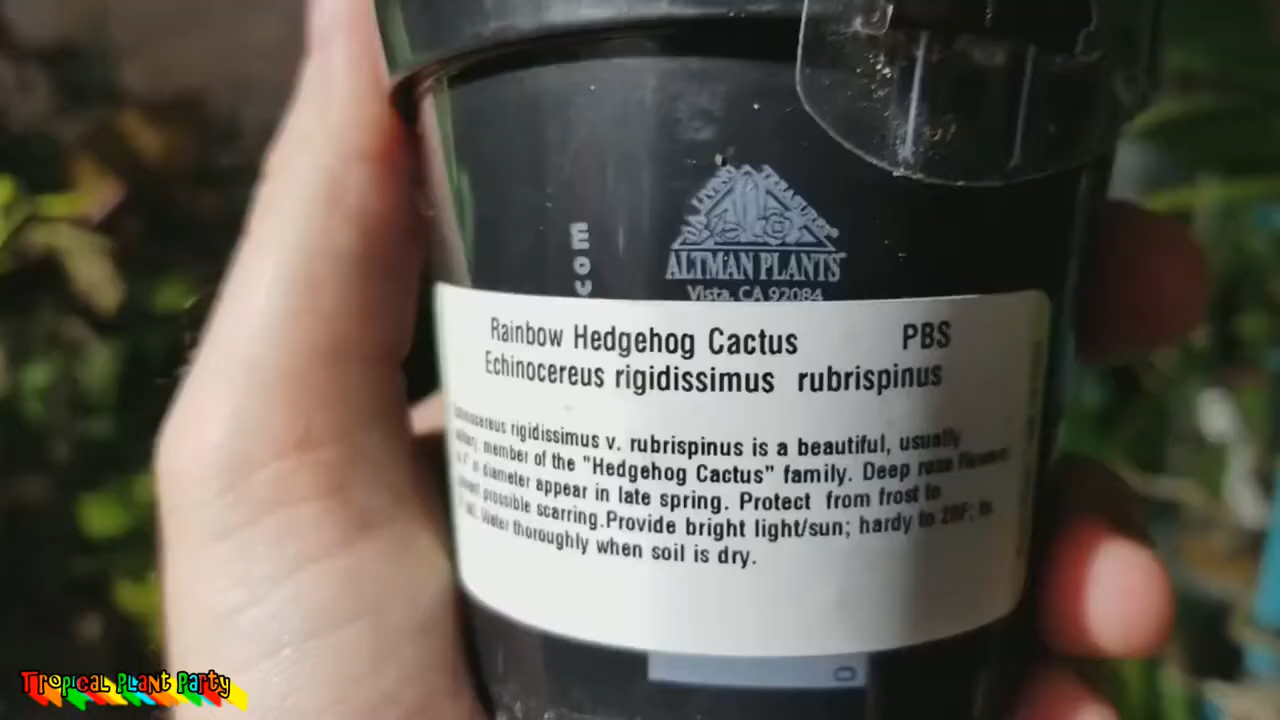 ALTMAN PLANTS
Vista, CA 92084
com
Rainbow Hedgehog Cactus PBS
Echinocereus rigidissimus rubrispinus
rigidissimus v. rubrispinus is a beautiful, usually
member of the "Hedgehog Cactus" family. Deep rose flowers
diameter appear in late spring. Protect from frost to
prossible scarring.Provide bright light/sun; hardy to
Water thoroughly when soil is dry.
Tropical Plant Party